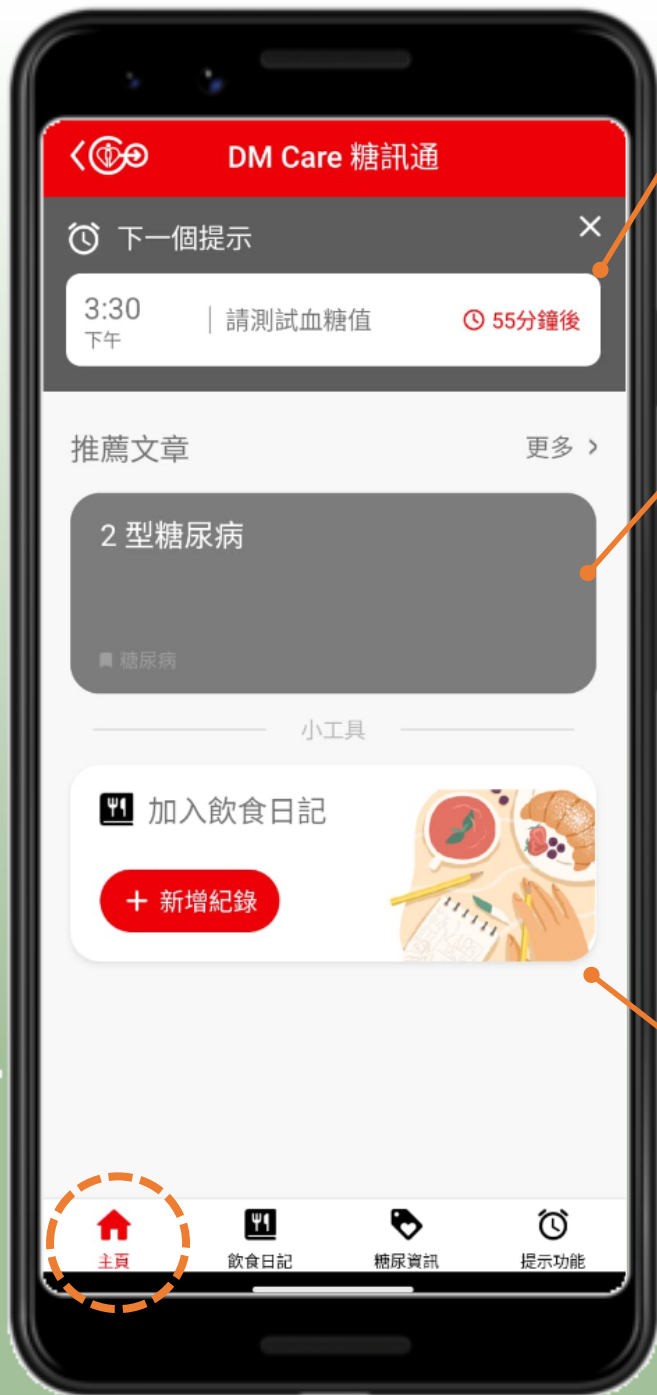 DM Care 糖訊通
下一個提示
3:30
下午
請測試血糖值
55分鐘後
推薦文章
更多
2 型糖尿病
糖尿病
小工具
加入飲食日記
+ 新增紀錄
主頁
飲食日記
糖尿資訊
提示功能